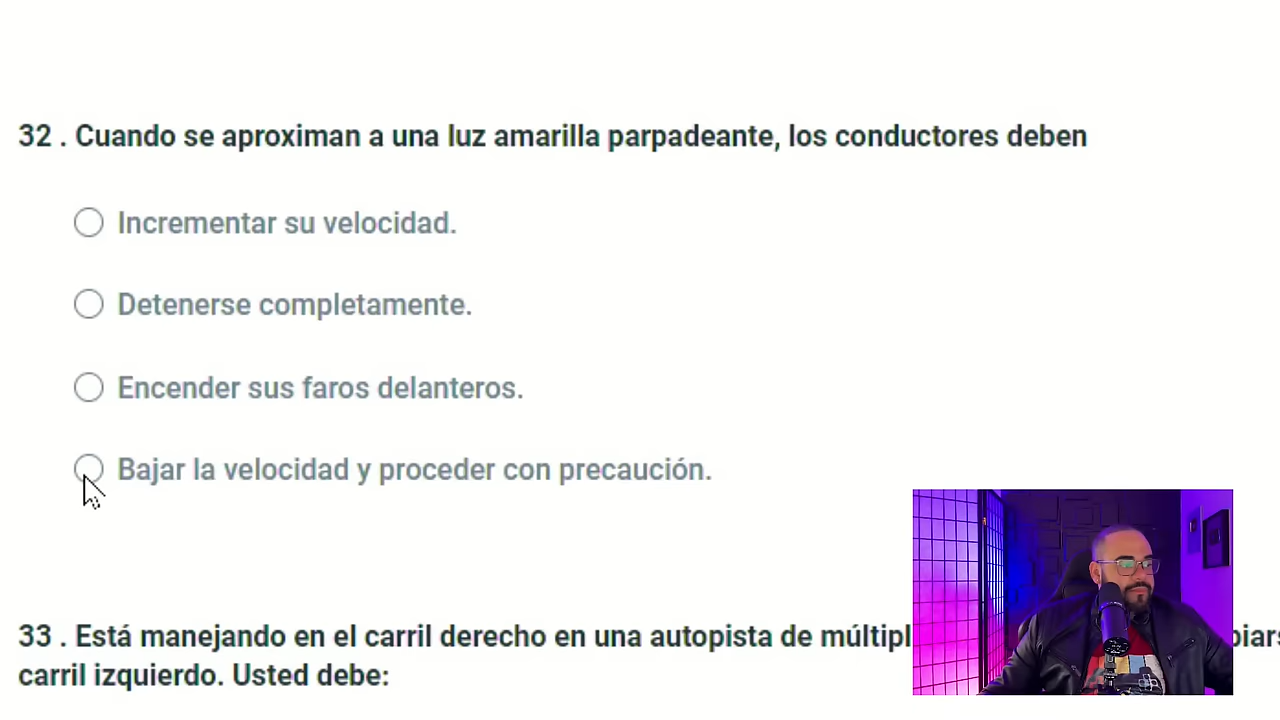 32 . Cuando se aproximan a una luz amarilla parpadeante, los conductores deben
Incrementar su velocidad.
Detenerse completamente.
Encender sus faros delanteros.
Bajar la velocidad y proceder con precaución.
33 . Está manejando en el carril derecho en una autopista de
carril izquierdo. Usted debe: